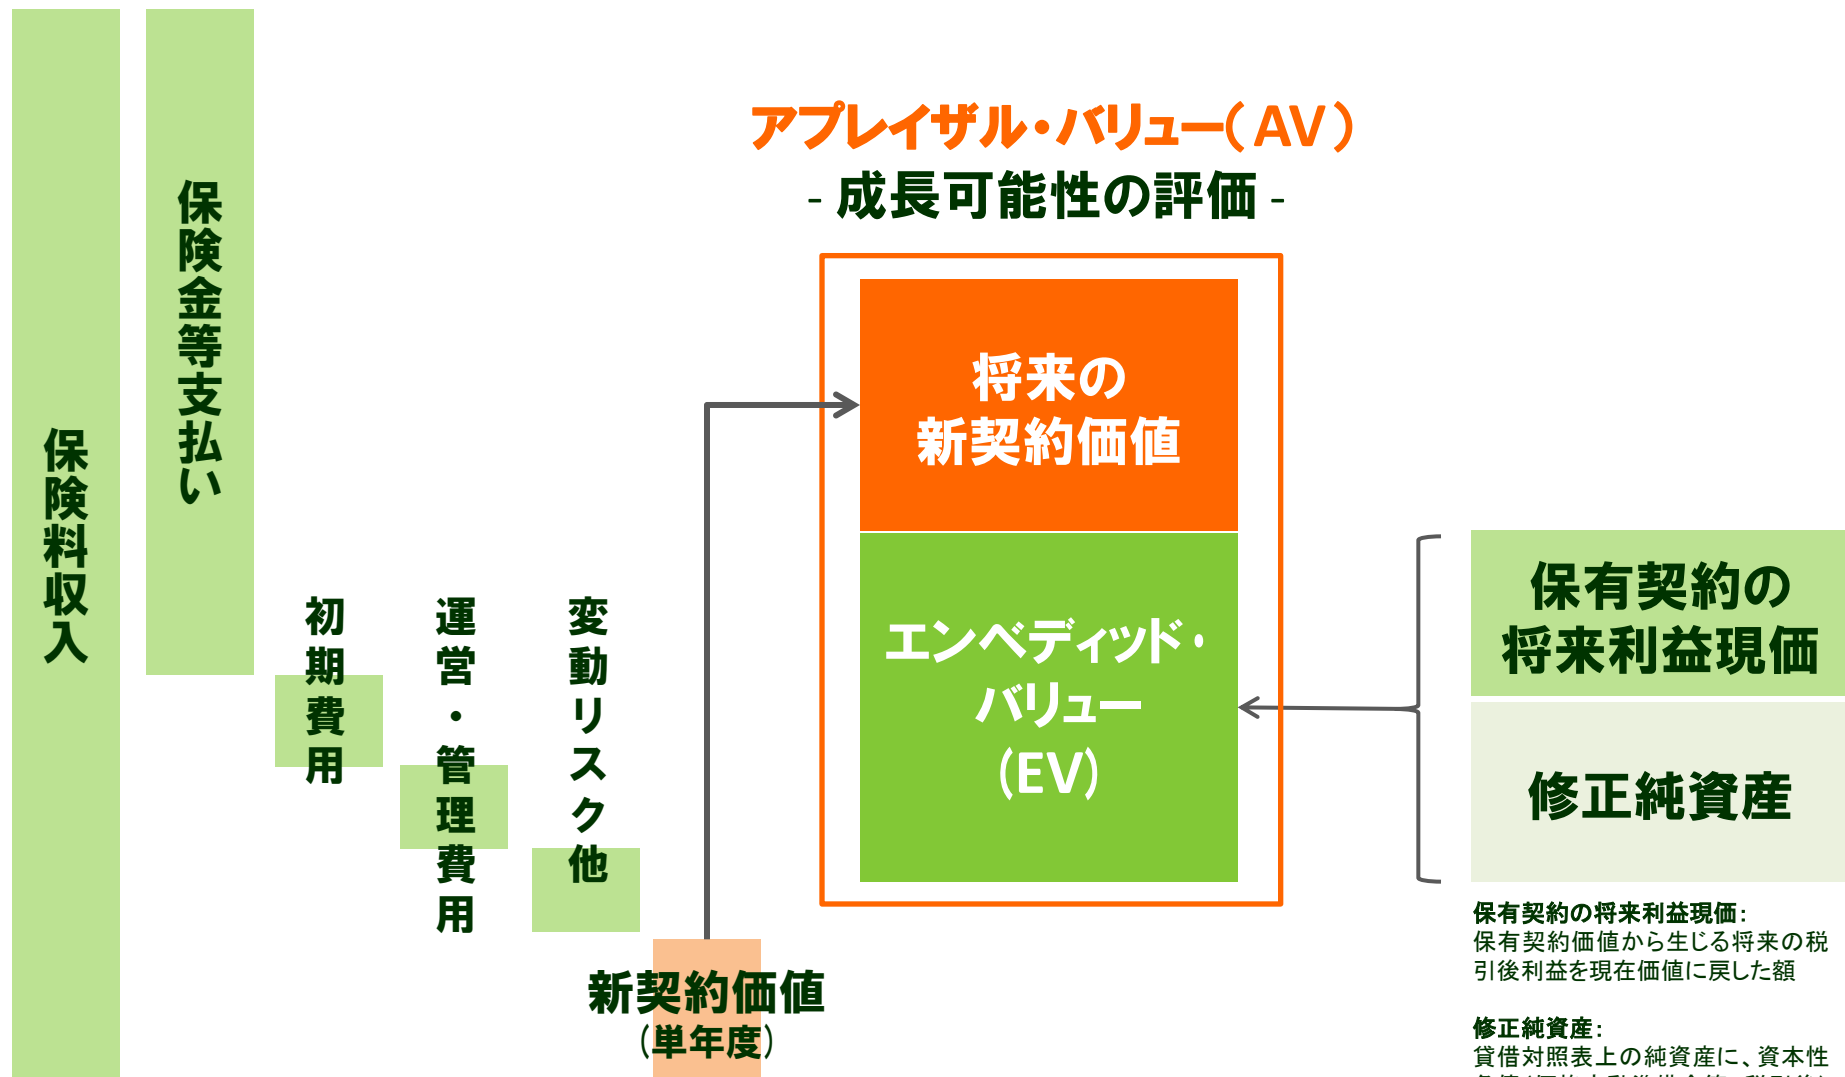 保険料収入
保険金等支払い
初期費用
運営・管理費用
変動リスク他
新契約価値
(単年度)
アプレイザル・バリュー(AV)
- 成長可能性の評価 -
将来の
新契約価値
エンベディッド・
バリュー
(EV)
保有契約の
将来利益現価
修正純資産
保有契約の将来利益現価:
保有契約価値から生じる将来の税
引後利益を現在価値に戻した額
修正純資産:
貸借対照表上の純資産に、資本性